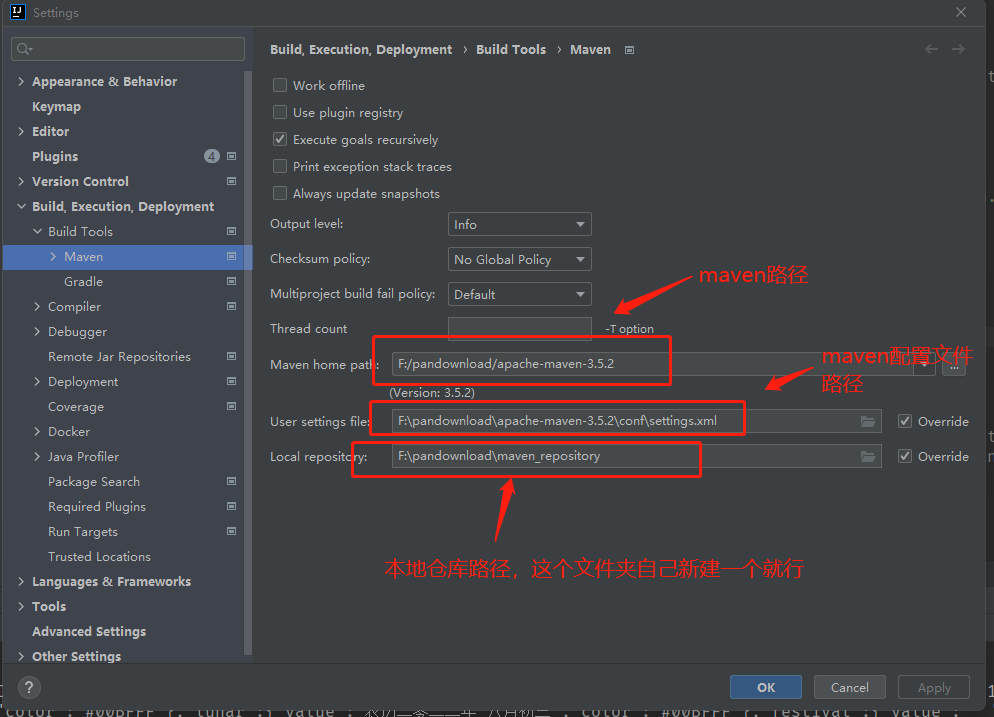 IJ
Settings
Build, Execution, Deployment › Build Tools › Maven
Appearance & Behavior
Keymap
Editor
Plugins
4
Version Control
Build, Execution, Deployment
Build Tools
Maven
Gradle
Compiler
Debugger
Remote Jar Repositories
Deployment
Coverage
Docker
Java Profiler
Package Search
Required Plugins
Run Targets
Trusted Locations
Languages & Frameworks
Tools
Advanced Settings
Other Settings
Work offline
Use plugin registry
Execute goals recursively
Print exception stack traces
Always update snapshots
Output level: Info
Checksum policy: No Global Policy
Multiproject build fail policy: Default
maven路径
Thread count -T option
Maven home path: F:/pandownload/apache-maven-3.5.2 ...
(Version: 3.5.2)
maven配置文件
路径
User settings file: F:\pandownload\apache-maven-3.5.2\conf\settings.xml Override
Local repository: F:\pandownload\maven_repository Override
本地仓库路径，这个文件夹自己新建一个就行
?
OK
Cancel
Apply